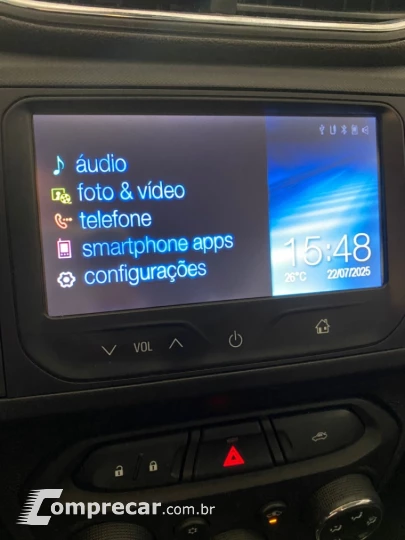 áudio
foto & vídeo
telefone
smartphone apps
configurações
15:48
26°C 22/07/2025
VOL
Comprecar.com.br